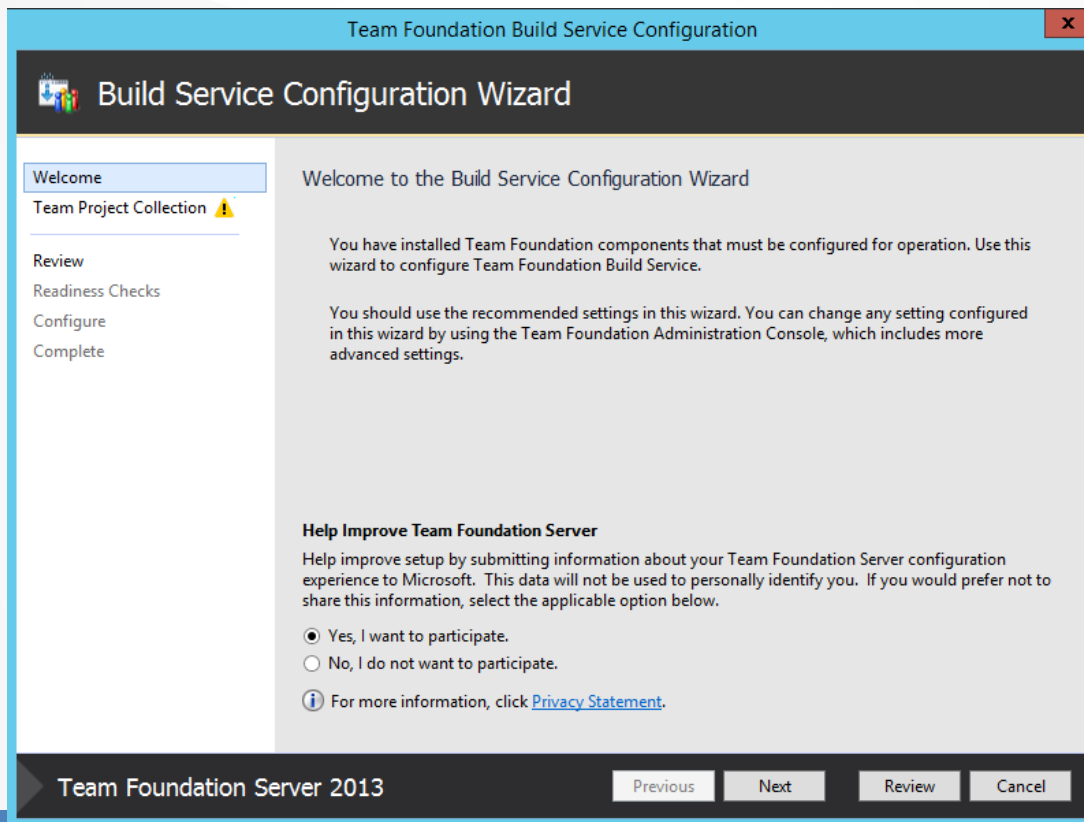 Team Foundation Build Service Configuration
x
Build Service Configuration Wizard
Welcome
Team Project Collection
Review
Readiness Checks
Configure
Complete
Welcome to the Build Service Configuration Wizard
You have installed Team Foundation components that must be configured for operation. Use this
wizard to configure Team Foundation Build Service.
You should use the recommended settings in this wizard. You can change any setting configured
in this wizard by using the Team Foundation Administration Console, which includes more
advanced settings.
Help Improve Team Foundation Server
Help improve setup by submitting information about your Team Foundation Server configuration
experience to Microsoft. This data will not be used to personally identify you. If you would prefer not to
share this information, select the applicable option below.
Yes, I want to participate.
No, I do not want to participate.
For more information, click Privacy Statement.
Team Foundation Server 2013
Previous
Next
Review
Cancel